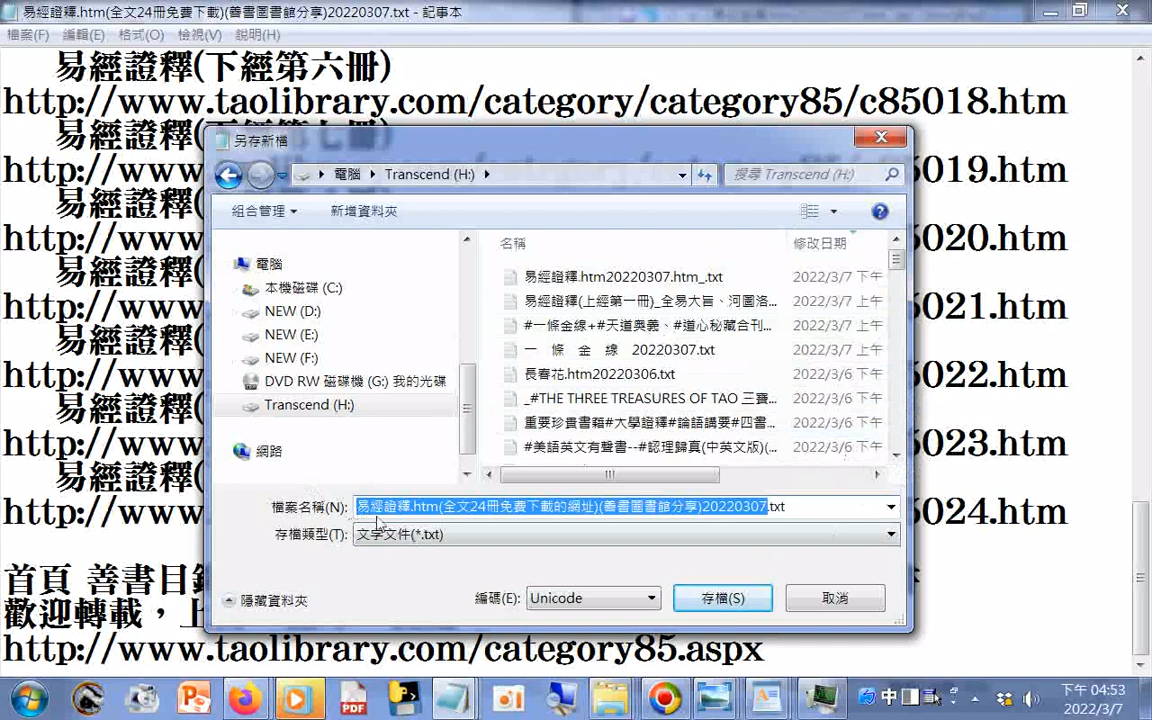 易經證釋.htm(全文24冊免費下載)(善書圖書館分享)20220307.txt - 記事本
檔案(F) 編輯(E) 格式(O) 檢視(V) 說明(H)
易經證釋(下經第六冊)
http://www.taolibrary.com/category/category85/c85018.htm
易經證釋(下經第七冊)
5019.htm
易經證釋
5020.htm
易經證釋
5021.htm
易經證釋
5022.htm
易經證釋
5023.htm
易經證釋
5024.htm
另存新檔
電腦 Transcend (H:)
搜尋 Transcend (H:)
組合管理 新增資料夾
電腦
本機磁碟 (C:)
NEW (D:)
NEW (E:)
NEW (F:)
DVD RW 磁碟機 (G:) 我的光碟
Transcend (H:)
網路
名稱 修改日期
易經證釋.htm20220307.htm_.txt 2022/3/7 下午
易經證釋(上經第一冊)_全易大旨、河圖洛... 2022/3/7 上午
#一條金線+#天道奧義、#道心秘藏合刊... 2022/3/7 上午
一 條 金 線 20220307.txt 2022/3/7 上午
長春花.htm20220306.txt 2022/3/6 下午
_#THE THREE TREASURES OF TAO 三寶... 2022/3/6 下午
重要珍貴書籍#大學證釋#論語講要#四書... 2022/3/6 下午
#美語英文有聲書--#認理歸真(中英文版)(... 2022/3/6 下午
檔案名稱(N): 易經證釋.htm(全文24冊免費下載的網址)(善書圖書館分享)20220307.txt
存檔類型(T): 文字文件(*.txt)
隱藏資料夾
編碼(E): Unicode
存檔(S)
取消
首頁 善書目錄
歡迎轉載，
http://www.taolibrary.com/category85.aspx
中
下午 04:53
2022/3/7